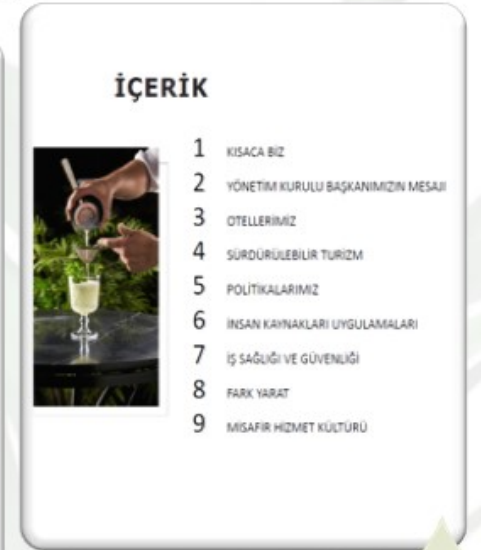 İÇERİK
1 KISACA BİZ
2 YÖNETİM KURULU BAŞKANIMIZIN MESAJI
3 OTELLERİMİZ
4 SÜRDÜRÜLEBİLİR TURİZM
5 POLİTİKALARIMIZ
6 İNSAN KAYNAKLARI UYGULAMALARI
7 İŞ SAĞLIĞI VE GÜVENLİĞİ
8 FARK YARAT
9 MİSAFİR HİZMET KÜLTÜRÜ